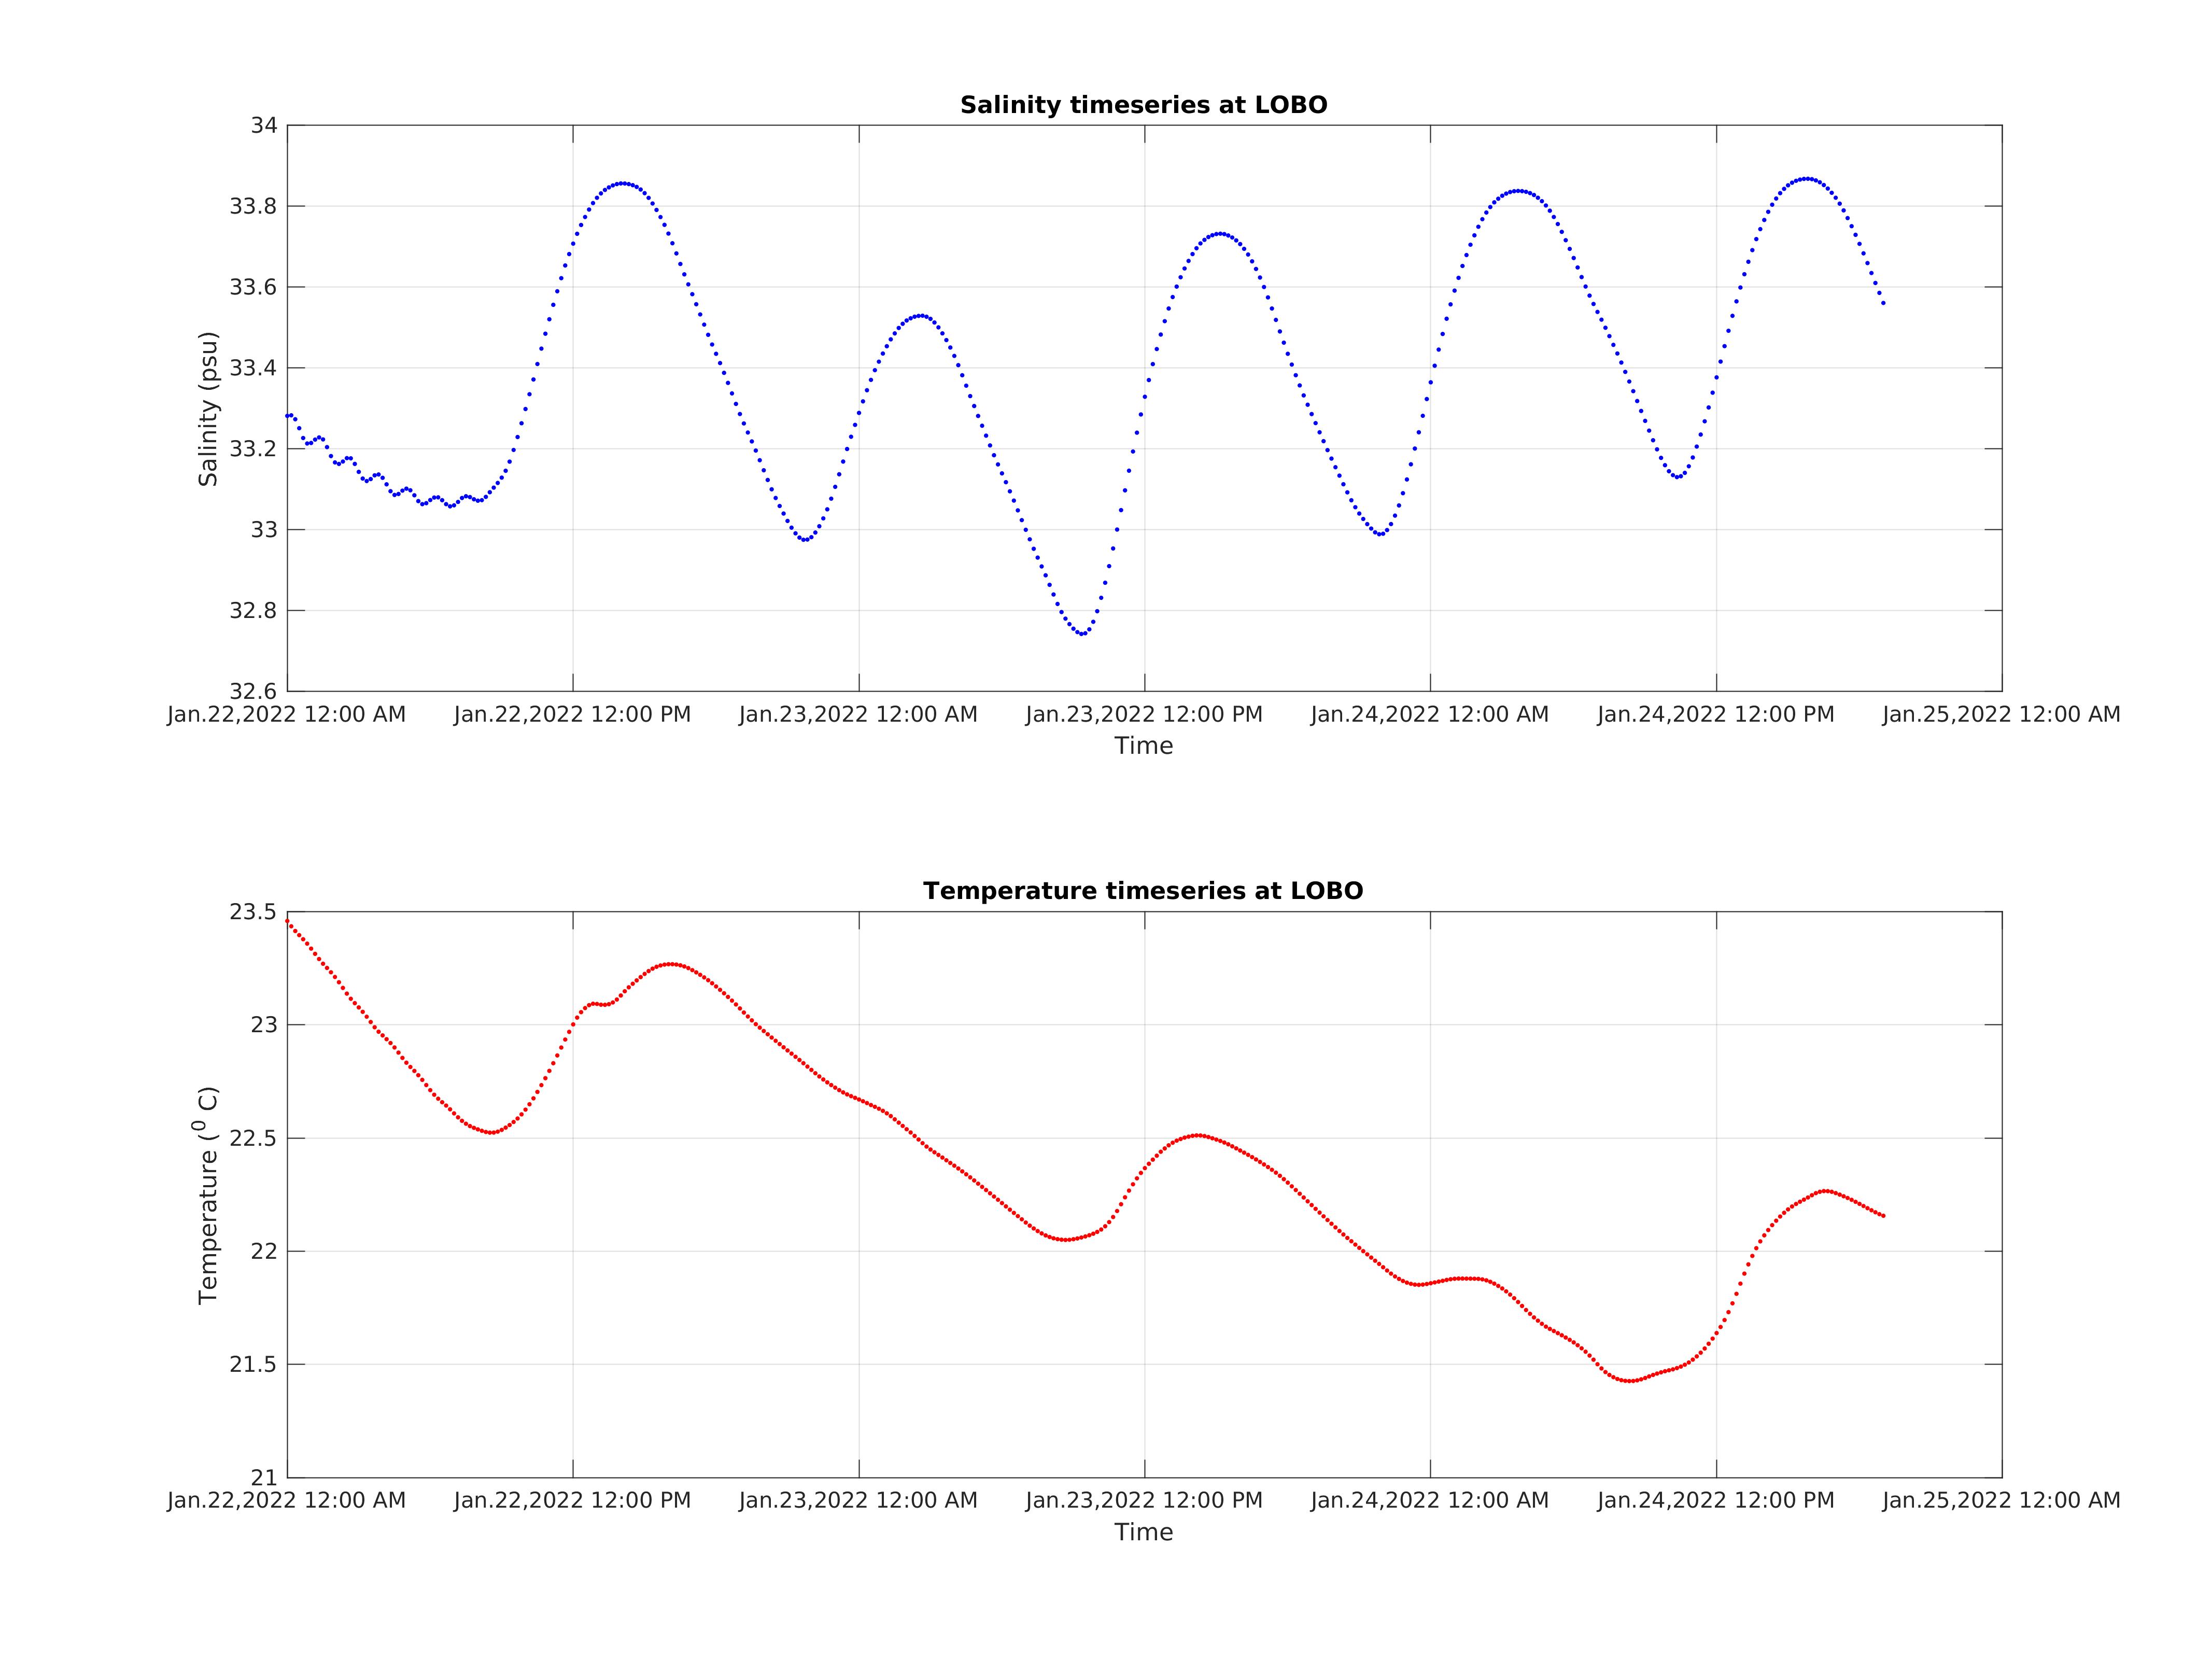 Salinity timeseries at LOBO
34
33.8
33.6
33.4
33.2
33
32.8
32.6
Salinity (psu)
Jan.22,2022 12:00 AM Jan.22,2022 12:00 PM Jan.23,2022 12:00 AM Jan.23,2022 12:00 PM Jan.24,2022 12:00 AM Jan.24,2022 12:00 PM Jan.25,2022 12:00 AM
Time
Temperature timeseries at LOBO
23.5
23
22.5
22
21.5
21
Temperature (⁰ C)
Jan.22,2022 12:00 AM Jan.22,2022 12:00 PM Jan.23,2022 12:00 AM Jan.23,2022 12:00 PM Jan.24,2022 12:00 AM Jan.24,2022 12:00 PM Jan.25,2022 12:00 AM
Time